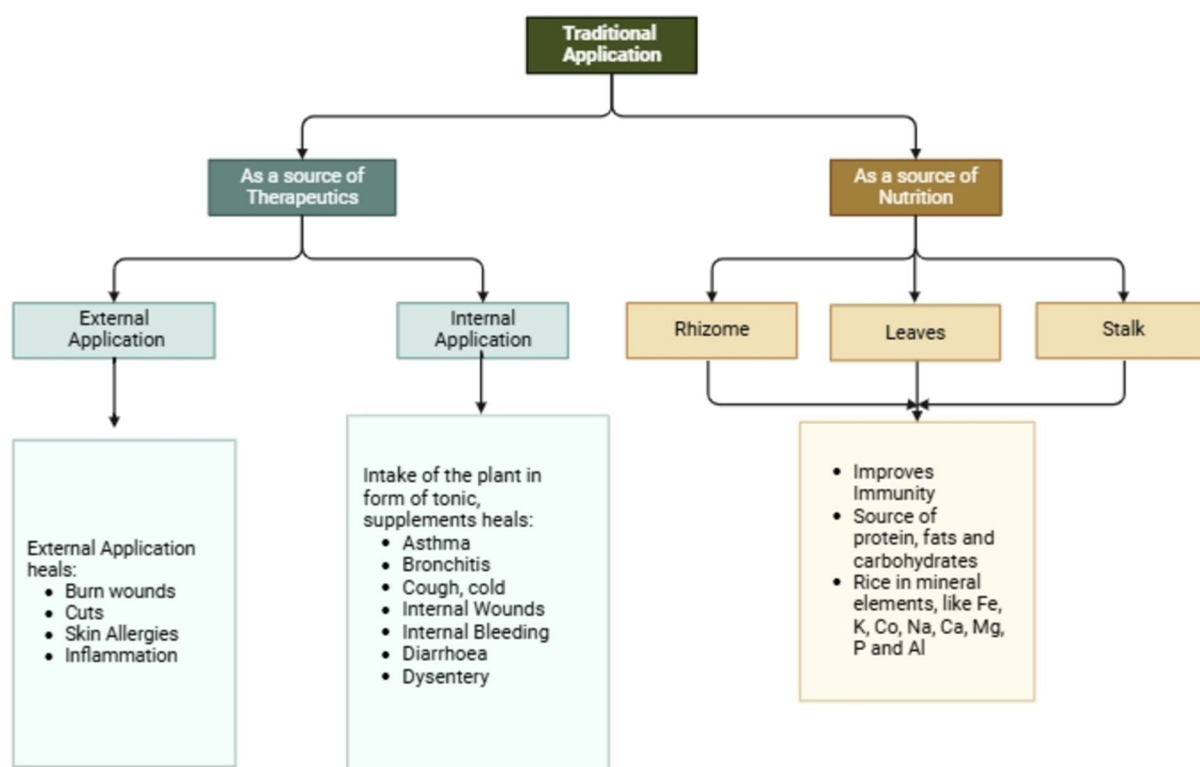 Traditional
Application
As a source of
Therapeutics
As a source of
Nutrition
External
Application
Internal
Application
Rhizome
Leaves
Stalk
External Application
heals:
• Burn wounds
• Cuts
• Skin Allergies
• Inflammation
Intake of the plant in
form of tonic,
supplements heals:
• Asthma
• Bronchitis
• Cough, cold
• Internal Wounds
• Internal Bleeding
• Diarrhoea
• Dysentery
• Improves
Immunity
• Source of
protein, fats and
carbohydrates
• Rice in mineral
elements, like Fe,
K, Co, Na, Ca, Mg,
P and Al